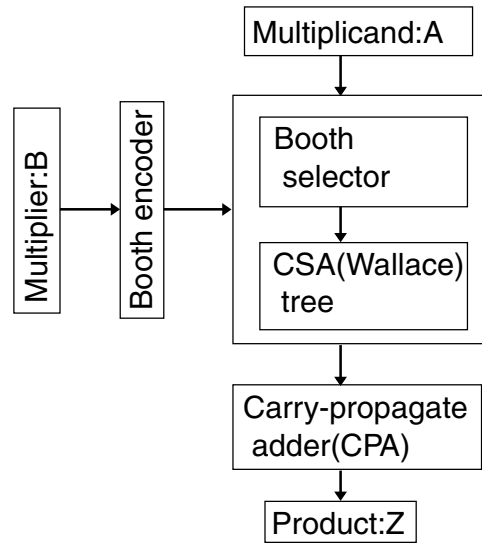 Multiplicand:A
Multiplier:B
Booth encoder
Booth
selector
CSA(Wallace)
tree
Carry-propagate
adder(CPA)
Product:Z